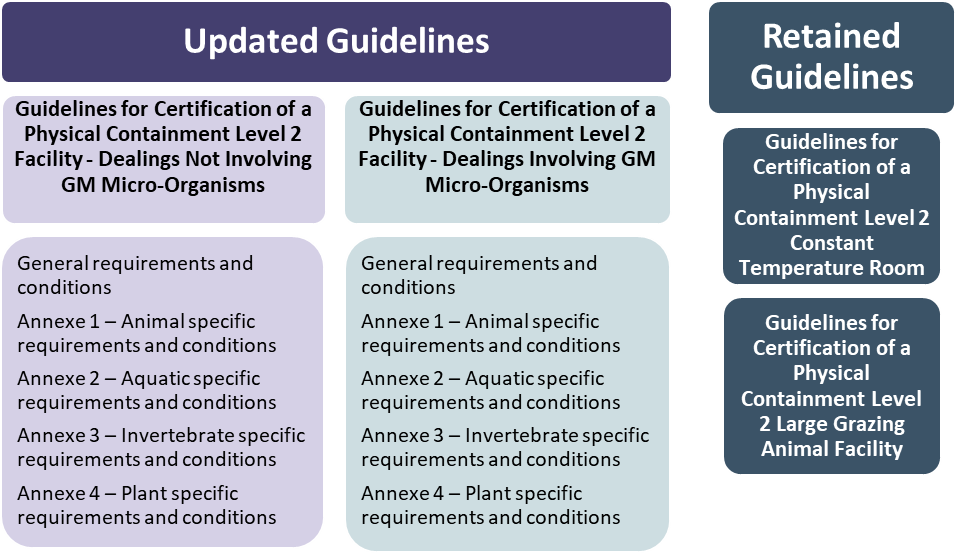 Updated Guidelines
Guidelines for Certification of a
Physical Containment Level 2
Facility - Dealings Not Involving
GM Micro-Organisms
General requirements and
conditions
Annexe 1 – Animal specific
requirements and conditions
Annexe 2 – Aquatic specific
requirements and conditions
Annexe 3 – Invertebrate specific
requirements and conditions
Annexe 4 – Plant specific
requirements and conditions
Guidelines for Certification of a
Physical Containment Level 2
Facility - Dealings Involving GM
Micro-Organisms
General requirements and
conditions
Annexe 1 – Animal specific
requirements and conditions
Annexe 2 – Aquatic specific
requirements and conditions
Annexe 3 – Invertebrate specific
requirements and conditions
Annexe 4 – Plant specific
requirements and conditions
Retained
Guidelines
Guidelines for
Certification of a
Physical
Containment Level 2
Constant
Temperature Room
Guidelines for
Certification of a
Physical
Containment Level
2 Large Grazing
Animal Facility